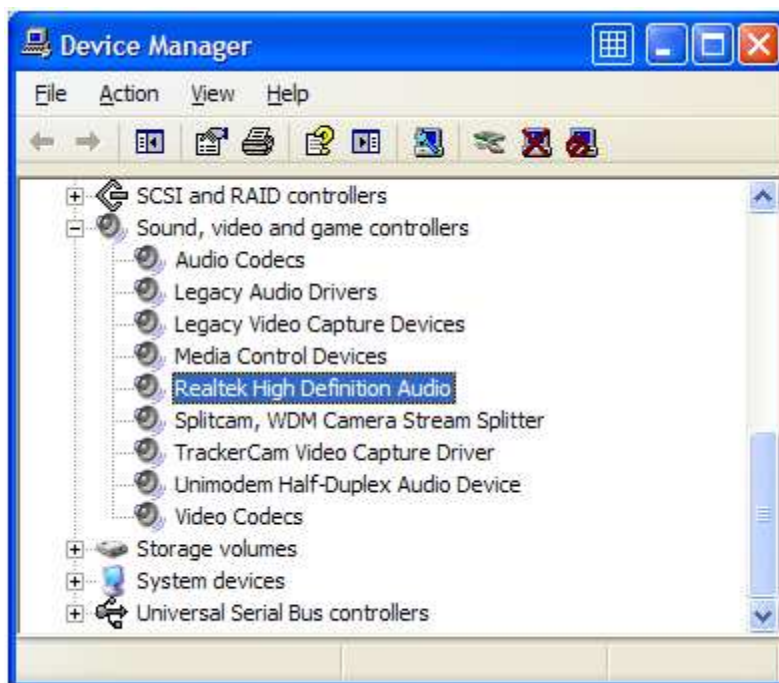 Device Manager
File Action View Help
SCSI and RAID controllers
Sound, video and game controllers
Audio Codecs
Legacy Audio Drivers
Legacy Video Capture Devices
Media Control Devices
Realtek High Definition Audio
Splitcam, WDM Camera Stream Splitter
TrackerCam Video Capture Driver
Unimodem Half-Duplex Audio Device
Video Codecs
Storage volumes
System devices
Universal Serial Bus controllers